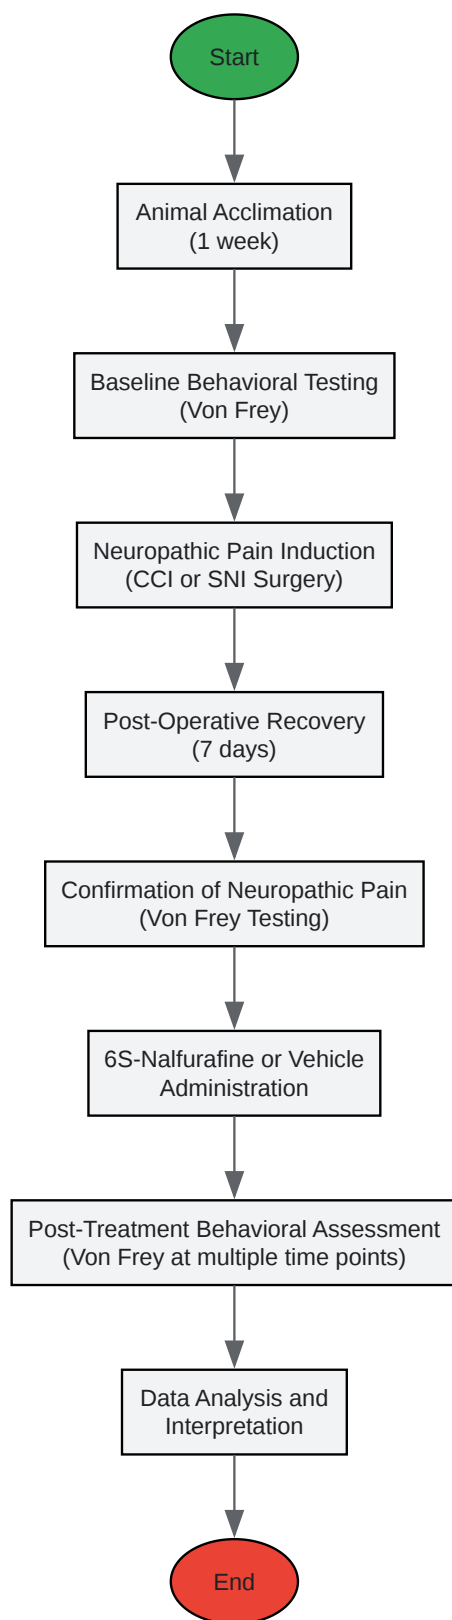 Start
Animal Acclimation
(1 week)
Baseline Behavioral Testing
(Von Frey)
Neuropathic Pain Induction
(CCI or SNI Surgery)
Post-Operative Recovery
(7 days)
Confirmation of Neuropathic Pain
(Von Frey Testing)
6S-Nalfurafine or Vehicle
Administration
Post-Treatment Behavioral Assessment
(Von Frey at multiple time points)
Data Analysis and
Interpretation
End